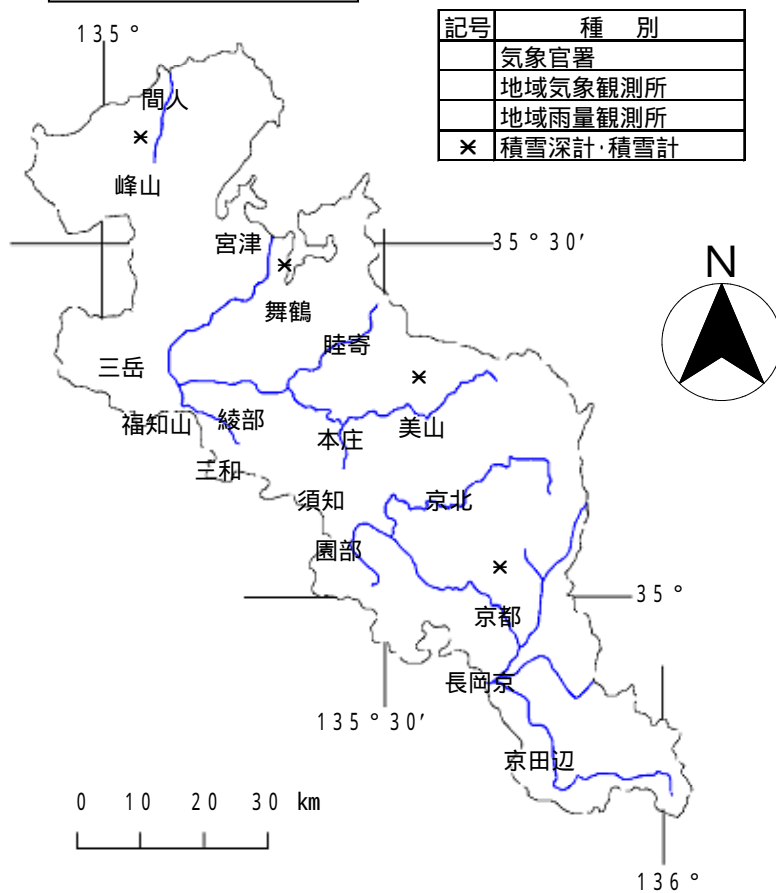 記号 種 別
気象官署
地域気象観測所
地域雨量観測所
× 積雪深計・積雪計
135°
間人
峰山
宮津
35°30′
N
舞鶴
睦寄
三岳
福知山
綾部
本庄
美山
三和
須知
京北
園部
35°
京都
長岡京
135°30′
京田辺
0 10 20 30 km
136°